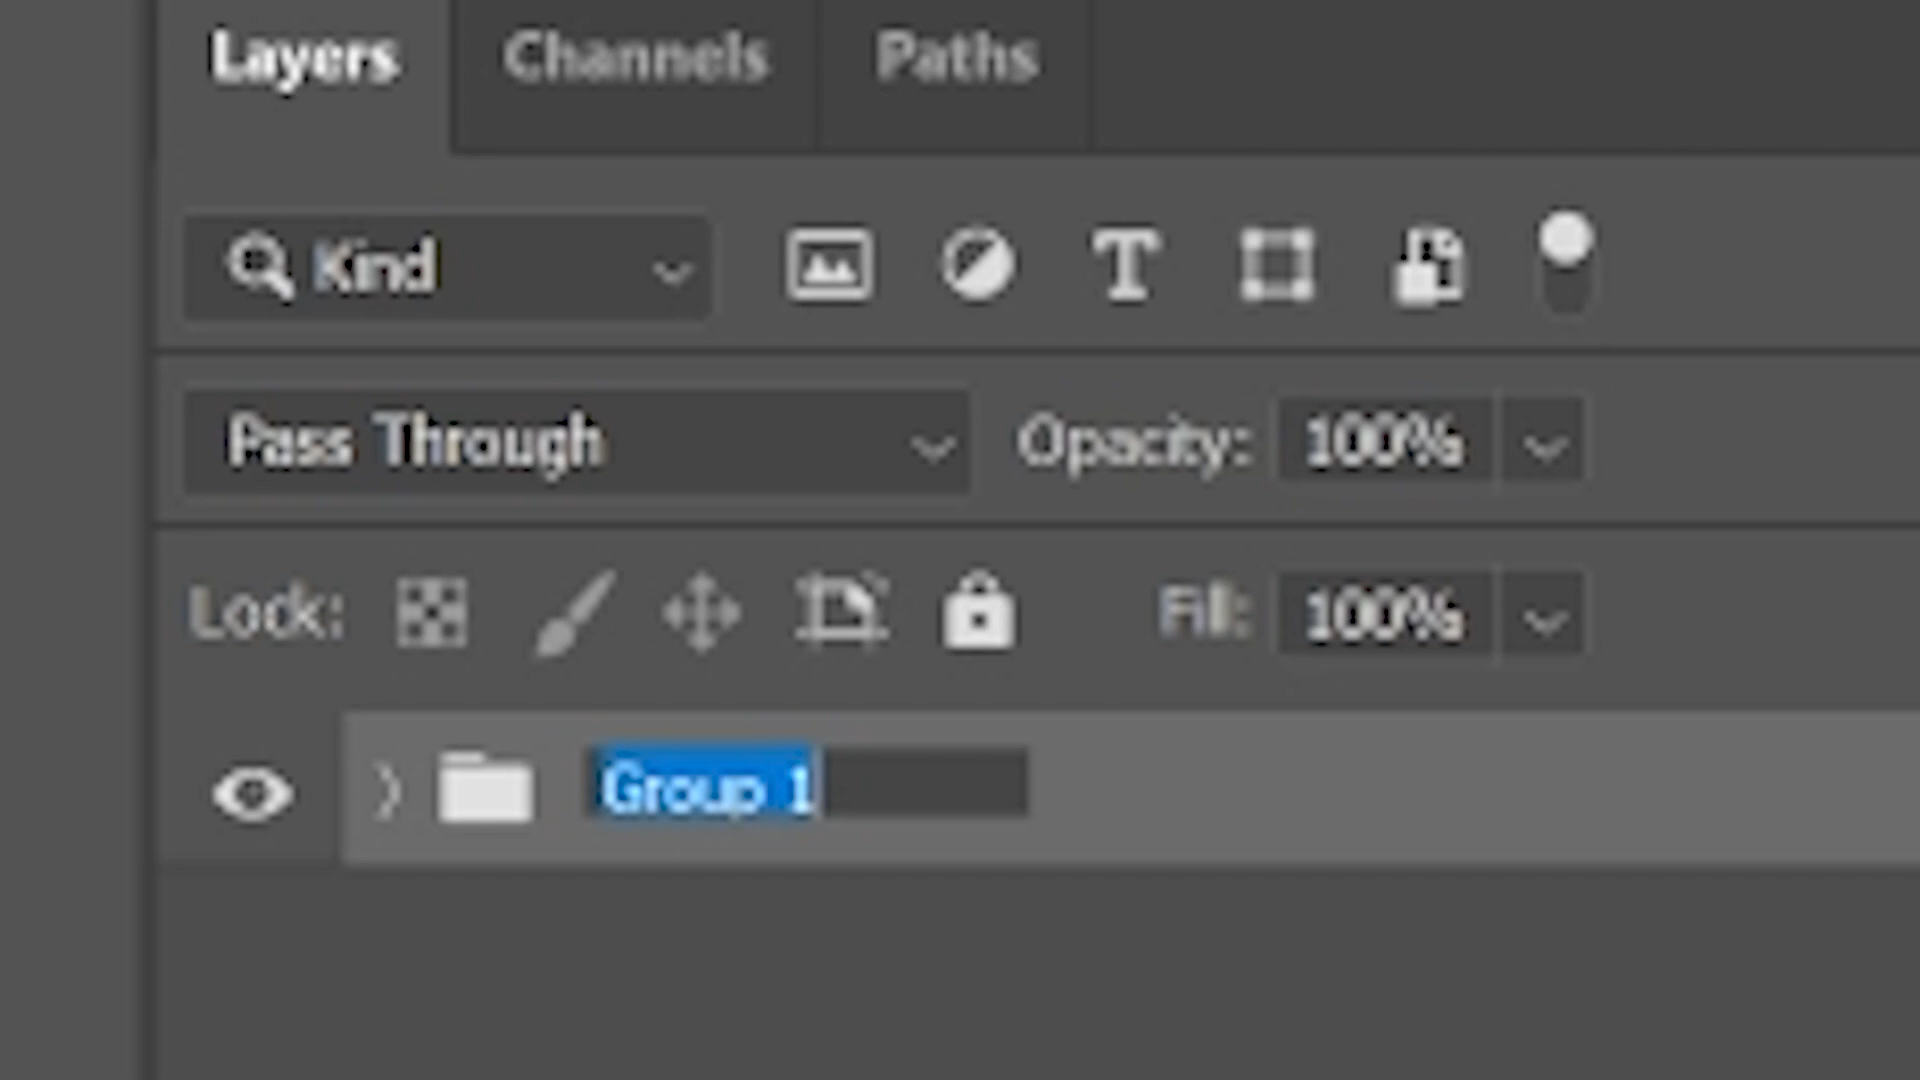 Layers Channels Paths
Kind
Pass Through Opacity: 100%
Lock: Fill: 100%
Group 1